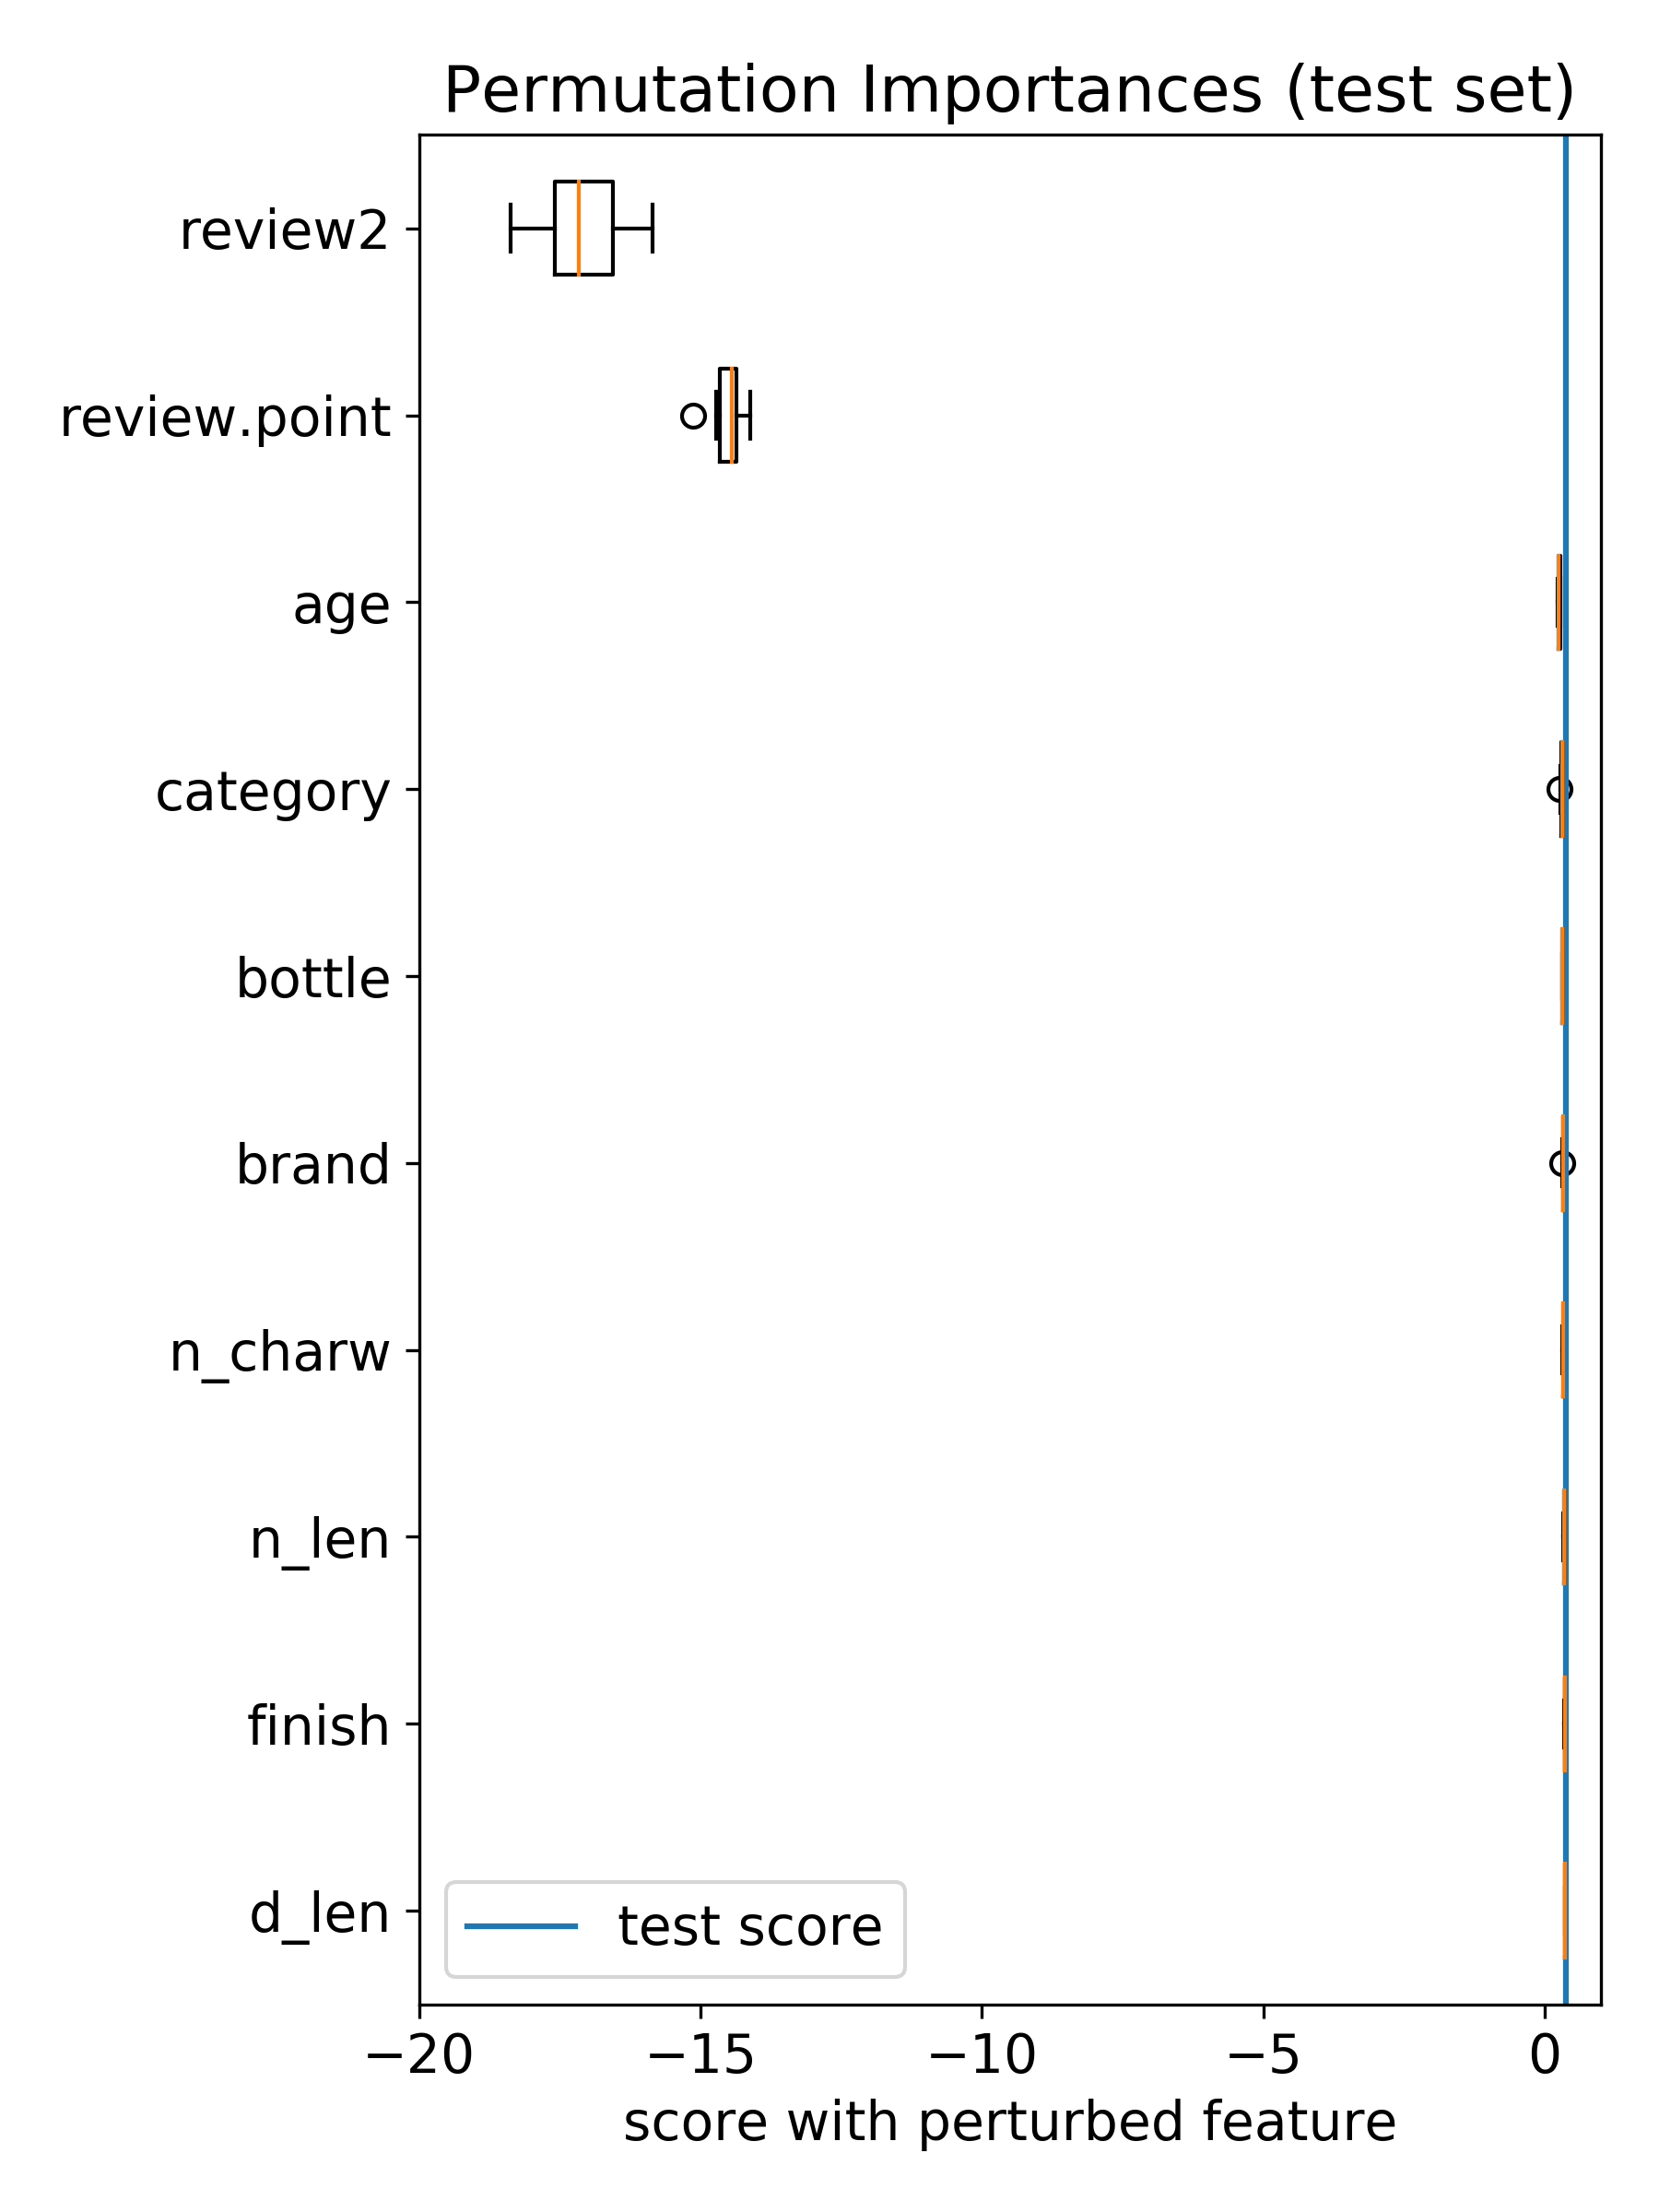 Permutation Importances (test set)
review2
review.point
age
category
bottle
brand
n_charw
n_len
finish
d_len
test score
−20 −15 −10 −5 0
score with perturbed feature